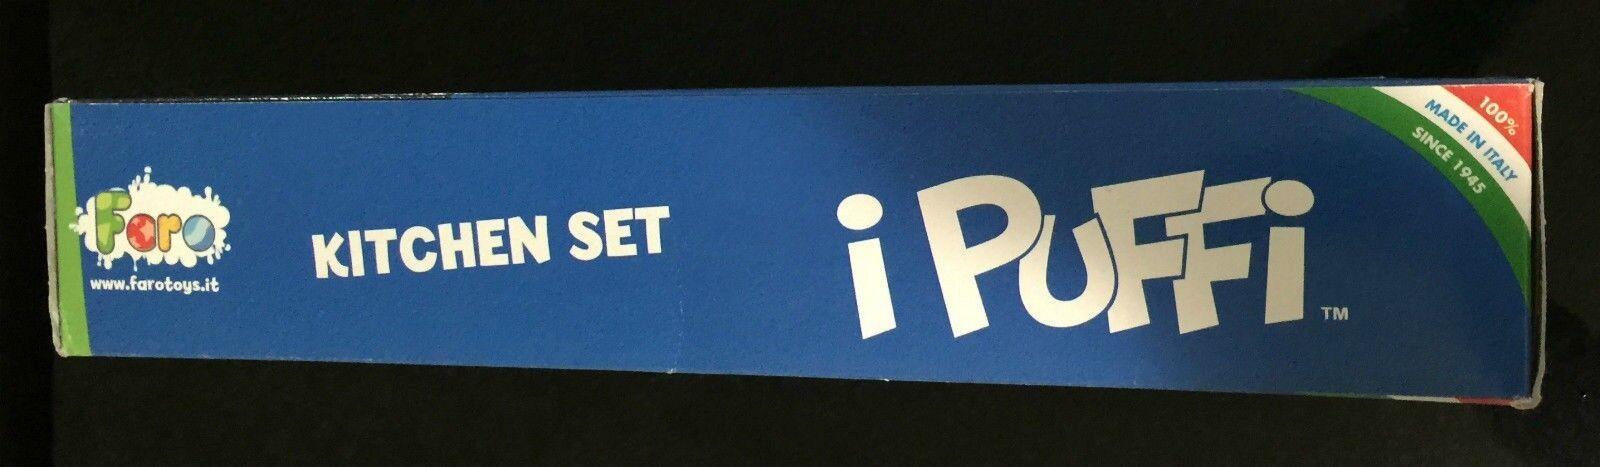 Faro
www.farotoys.it
KITCHEN SET
i PUFFi
TM
100%
MADE IN ITALY
SINCE 1945